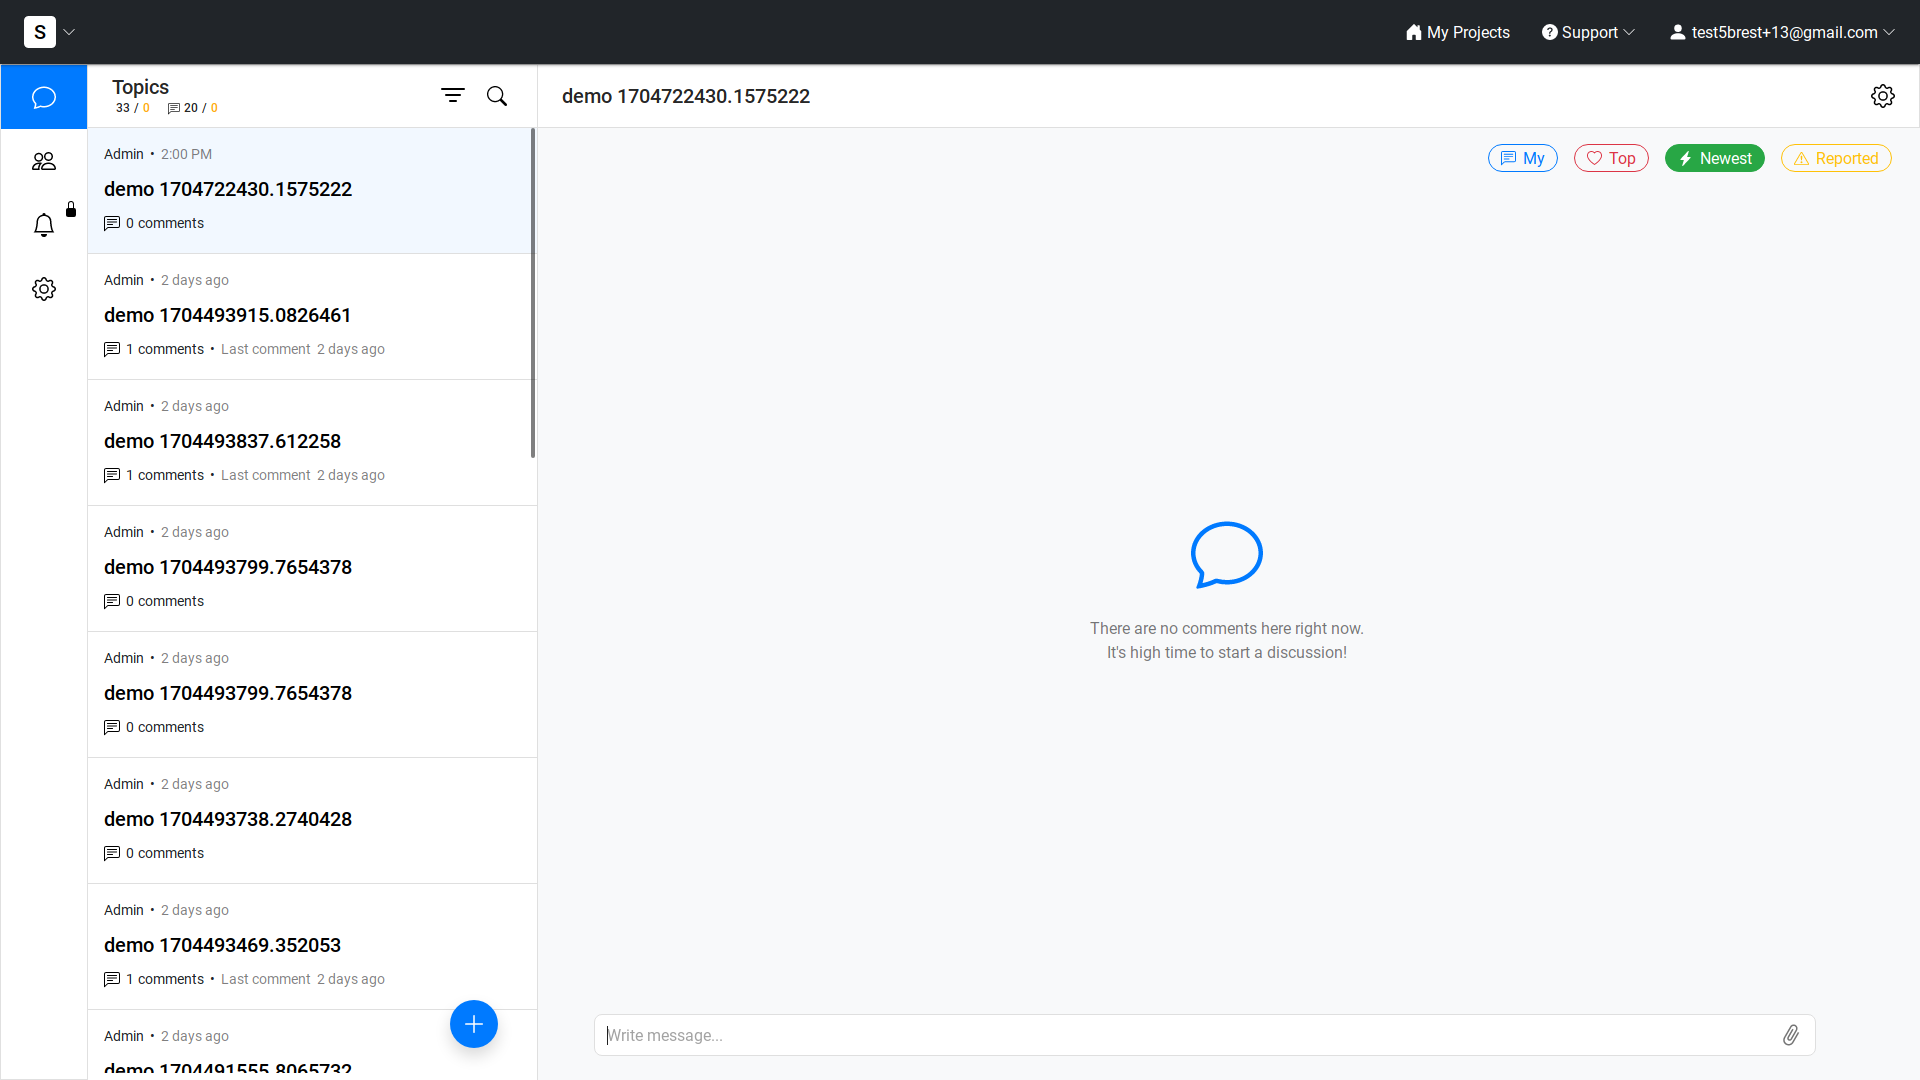 S
My Projects
Support
test5brest+13@gmail.com
Topics
33 / 0 20 / 0
demo 1704722430.1575222
My
Top
Newest
Reported
Admin • 2:00 PM
demo 1704722430.1575222
0 comments
Admin • 2 days ago
demo 1704493915.0826461
1 comments • Last comment 2 days ago
Admin • 2 days ago
demo 1704493837.612258
1 comments • Last comment 2 days ago
Admin • 2 days ago
demo 1704493799.7654378
0 comments
Admin • 2 days ago
demo 1704493799.7654378
0 comments
Admin • 2 days ago
demo 1704493738.2740428
0 comments
Admin • 2 days ago
demo 1704493469.352053
1 comments • Last comment 2 days ago
Admin • 2 days ago
demo 1704491555.8065732
There are no comments here right now.
It's high time to start a discussion!
Write message...